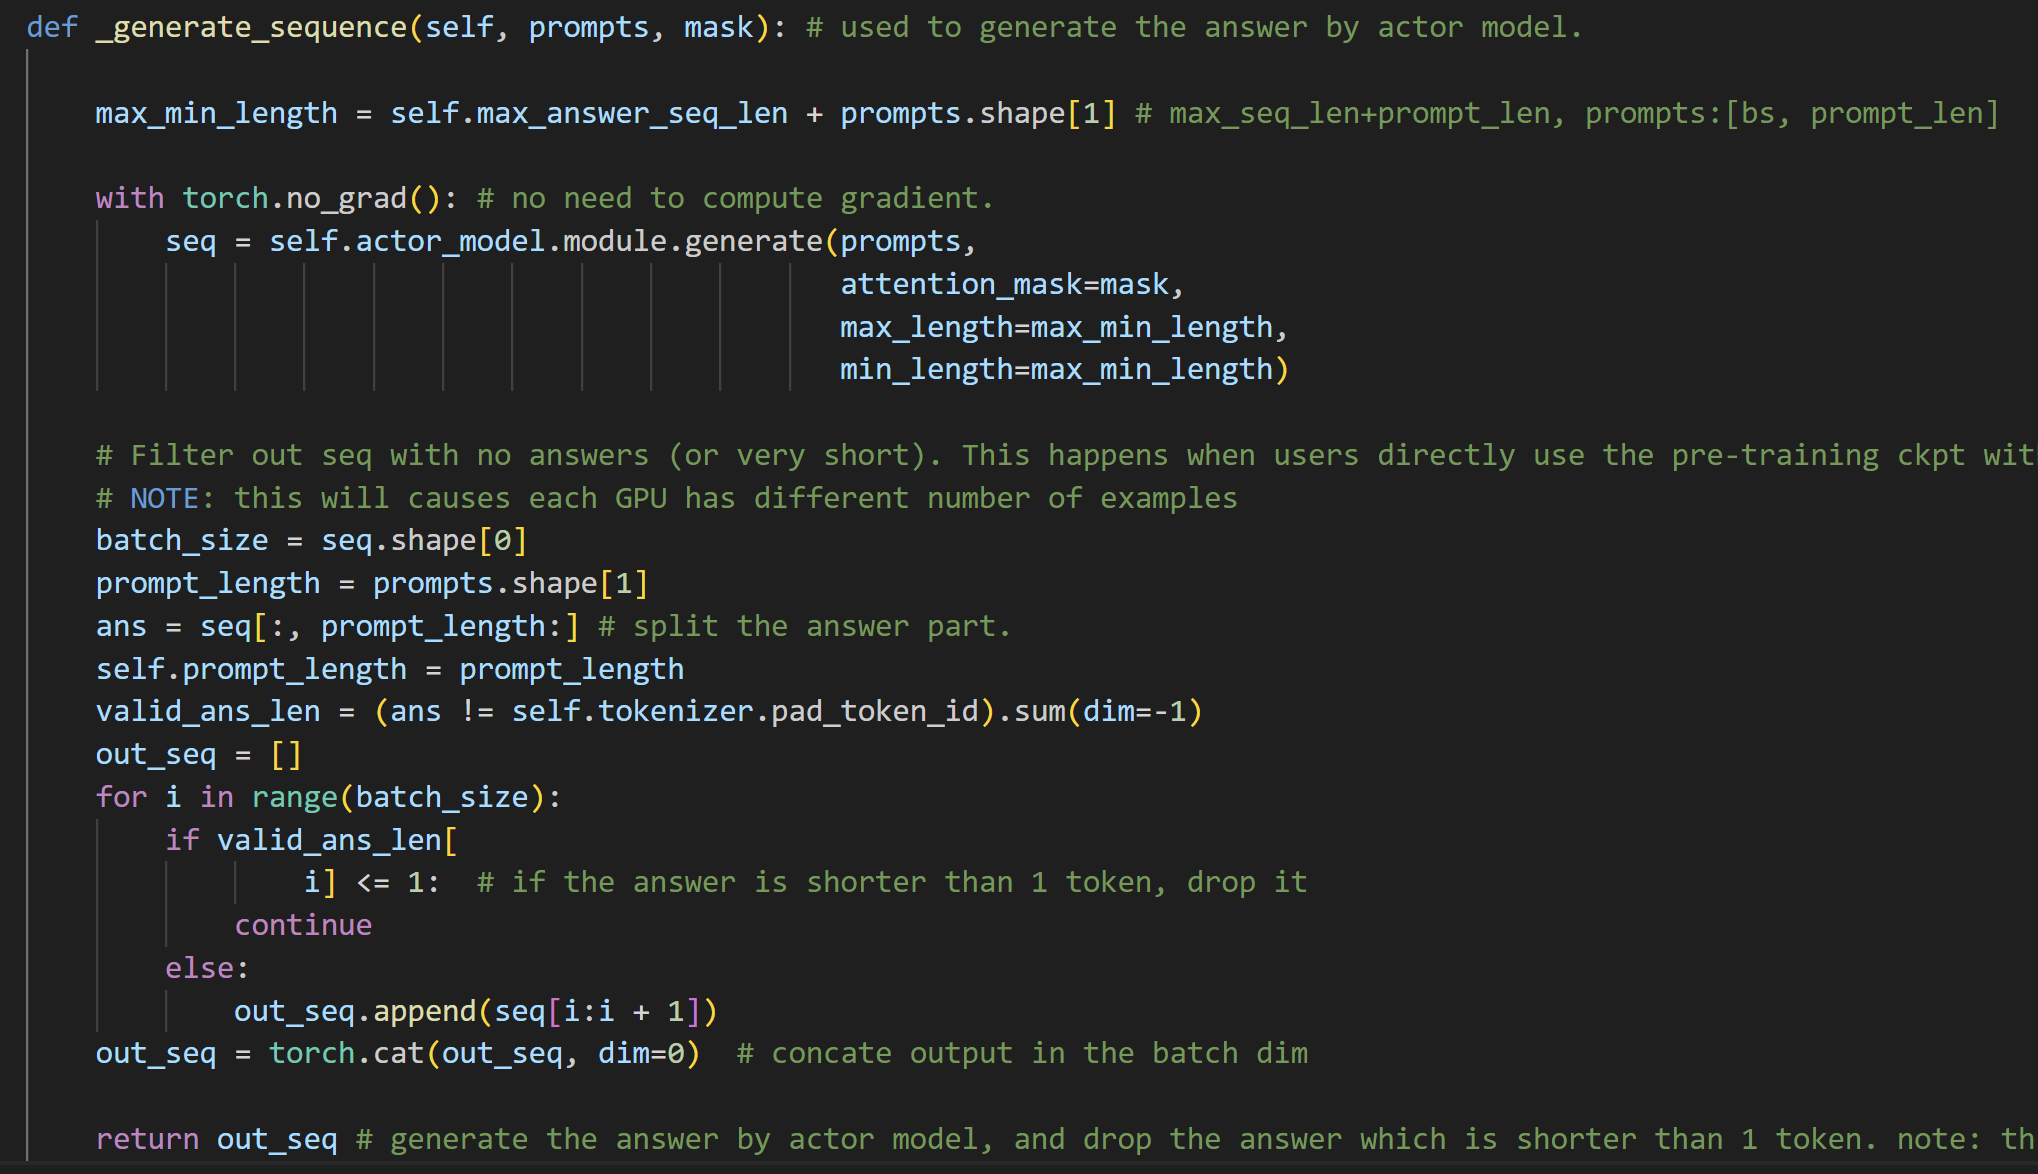 def _generate_sequence(self, prompts, mask): # used to generate the answer by actor model.
max_min_length = self.max_answer_seq_len + prompts.shape[1] # max_seq_len+prompt_len, prompts:[bs, prompt_len]
with torch.no_grad(): # no need to compute gradient.
seq = self.actor_model.module.generate(prompts,
attention_mask=mask,
max_length=max_min_length,
min_length=max_min_length)
# Filter out seq with no answers (or very short). This happens when users directly use the pre-training ckpt wit
# NOTE: this will causes each GPU has different number of examples
batch_size = seq.shape[0]
prompt_length = prompts.shape[1]
ans = seq[:, prompt_length:] # split the answer part.
self.prompt_length = prompt_length
valid_ans_len = (ans != self.tokenizer.pad_token_id).sum(dim=-1)
out_seq = []
for i in range(batch_size):
if valid_ans_len[
i] <= 1:  # if the answer is shorter than 1 token, drop it
continue
else:
out_seq.append(seq[i:i + 1])
out_seq = torch.cat(out_seq, dim=0)  # concate output in the batch dim
return out_seq # generate the answer by actor model, and drop the answer which is shorter than 1 token. note: th